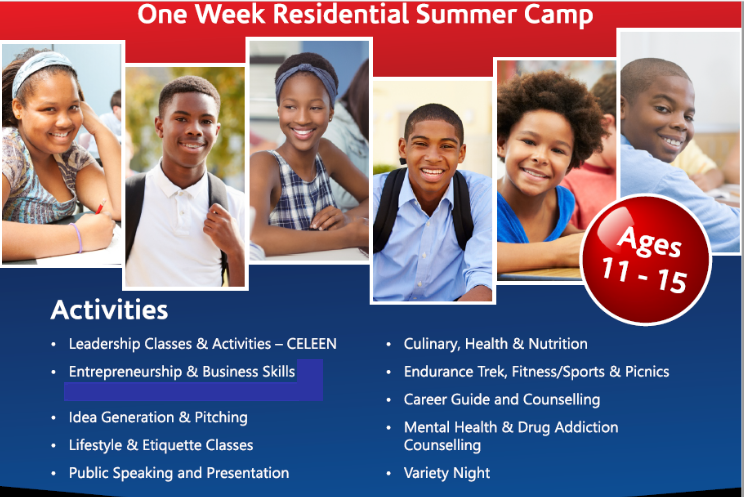 One Week Residential Summer Camp
Ages
11 - 15
Activities
• Leadership Classes & Activities – CELEEN
• Entrepreneurship & Business Skills
• Idea Generation & Pitching
• Lifestyle & Etiquette Classes
• Public Speaking and Presentation
• Culinary, Health & Nutrition
• Endurance Trek, Fitness/Sports & Picnics
• Career Guide and Counselling
• Mental Health & Drug Addiction
Counselling
• Variety Night